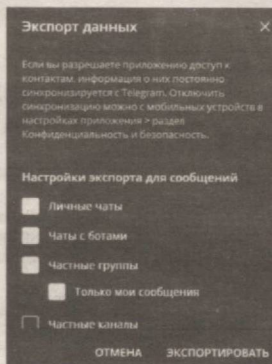 Экспорт данных
Если вы разрешаете приложению доступ к
контактам, информация о них постоянно
синхронизируется с Telegram. Отключить
синхронизацию можно с мобильных устройств в
настройках приложения > раздел
Конфиденциальность и безопасность.
Настройки экспорта для сообщений
Личные чаты
Чаты с ботами
Частные группы
Только мои сообщения
Частные каналы
ОТМЕНА ЭКСПОРТИРОВАТЬ